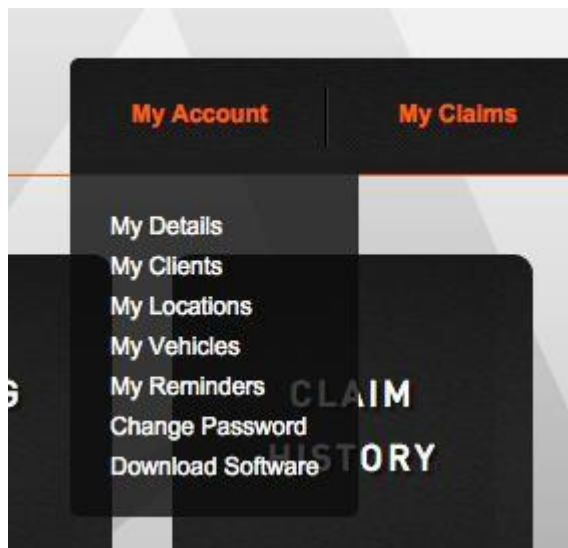 My Account
My Claims
My Details
My Clients
My Locations
My Vehicles
My Reminders
Change Password
Download Software
G
CLAIM
HISTORY